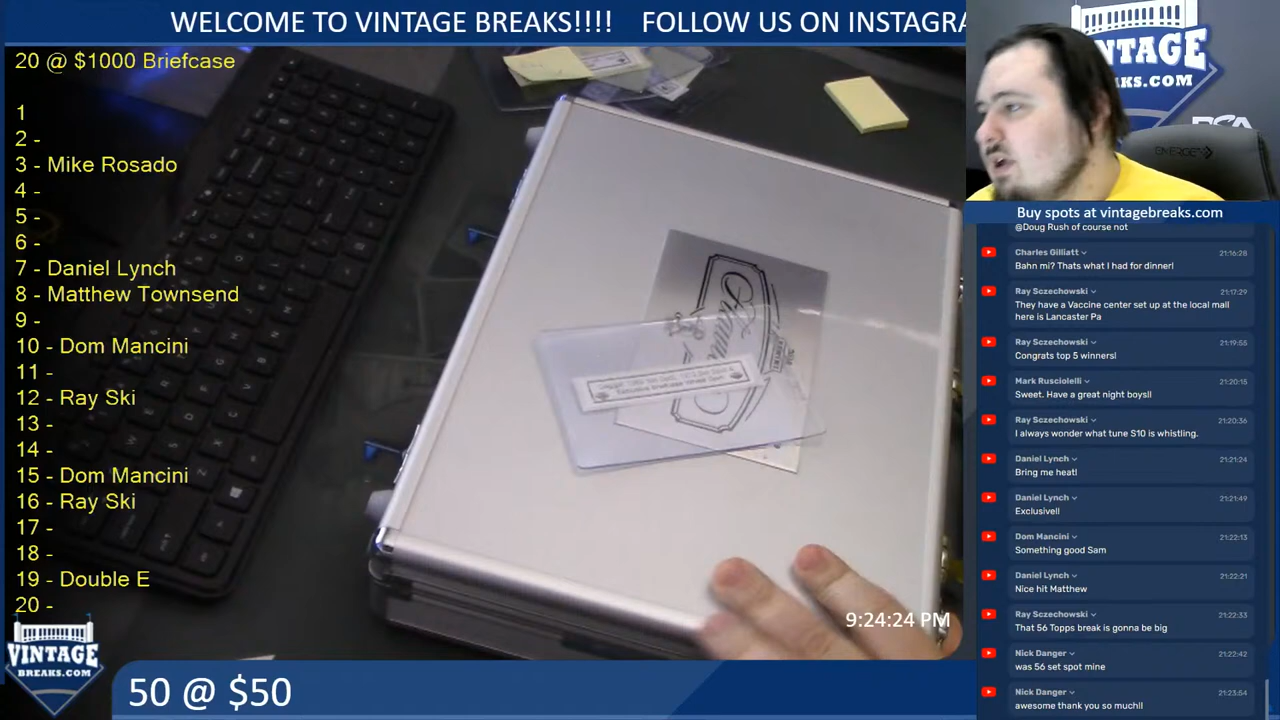 WELCOME TO VINTAGE BREAKS!!!! FOLLOW US ON INSTAGRA
20 @ $1000 Briefcase
1
2 -
3 - Mike Rosado
4 -
5 -
6 -
7 - Daniel Lynch
8 - Matthew Townsend
9 -
10 - Dom Mancini
11 -
12 - Ray Ski
13 -
14 -
15 - Dom Mancini
16 - Ray Ski
17 -
18 -
19 - Double E
20 -
VINTAGE
BREAKS.COM
50 @ $50
9:24:24 PM
VINTAGE
BREAKS.COM
PSA
Buy spots at vintagebreaks.com
@Doug Rush of course not
Charles Gilliatt 21:16:28
Bahn mi? Thats what I had for dinner!
Ray Sczechowski 21:17:29
They have a Vaccine center set up at the local mall
here is Lancaster Pa
Ray Sczechowski 21:19:55
Congrats top 5 winners!
Mark Rusciolelli 21:20:15
Sweet. Have a great night boys!!
Ray Sczechowski 21:20:36
I always wonder what tune S10 is whistling.
Daniel Lynch 21:21:24
Bring me heat!
Daniel Lynch 21:21:49
Exclusive!!
Dom Mancini 21:22:13
Something good Sam
Daniel Lynch 21:22:21
Nice hit Matthew
Ray Sczechowski 21:22:33
That 56 Topps break is gonna be big
Nick Danger 21:22:42
was 56 set spot mine
Nick Danger 21:23:54
awesome thank you so much!!